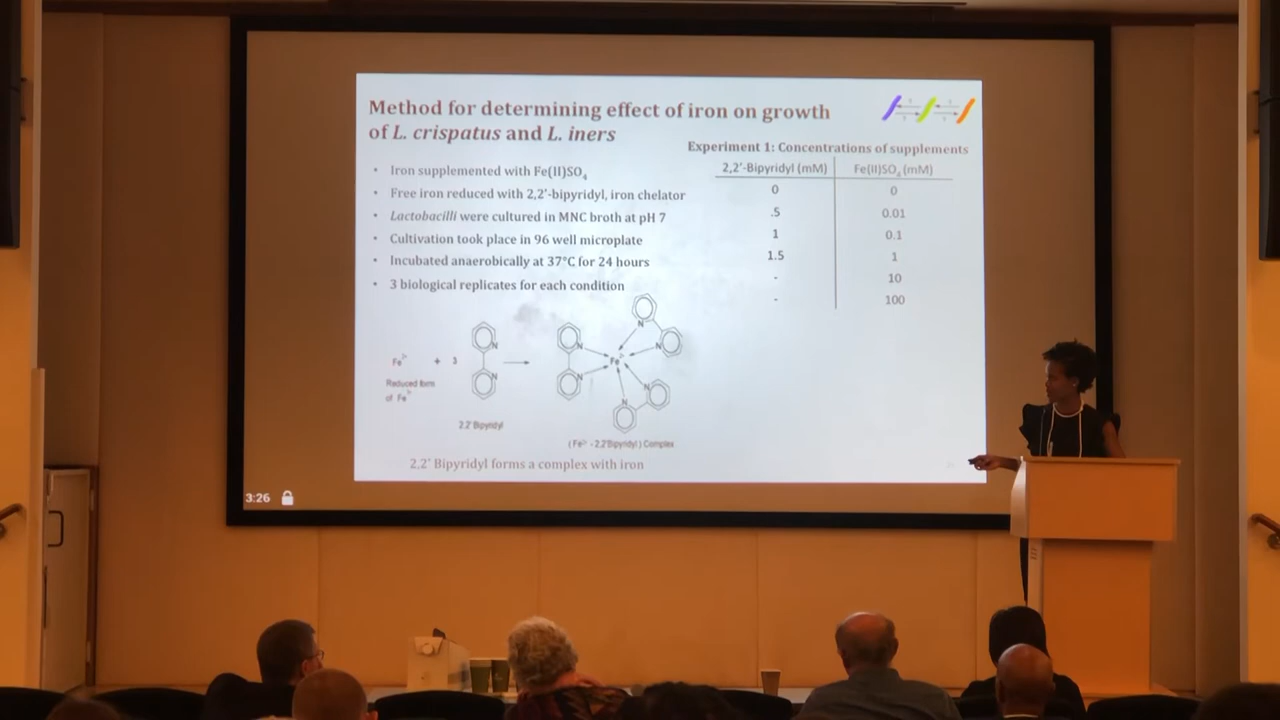 Method for determining effect of iron on growth
of L. crispatus and L. iners
Experiment 1: Concentrations of supplements
2,2'-Bipyridyl (mM) Fe(II)SO₄ (mM)
0 0
.5 0.01
1 0.1
1.5 1
- 10
- 100
• Iron supplemented with Fe(II)SO₄
• Free iron reduced with 2,2'-bipyridyl, iron chelator
• Lactobacilli were cultured in MNC broth at pH 7
• Cultivation took place in 96 well microplate
• Incubated anaerobically at 37°C for 24 hours
• 3 biological replicates for each condition
Fe²⁺ + 3
N
N
N
N
N
N
N
N
Fe²⁺
Reduced form
of Fe
2.2' Bipyridyl
(Fe²⁺ - 2,2'Bipyridyl) Complex
2,2' Bipyridyl forms a complex with iron
3:26